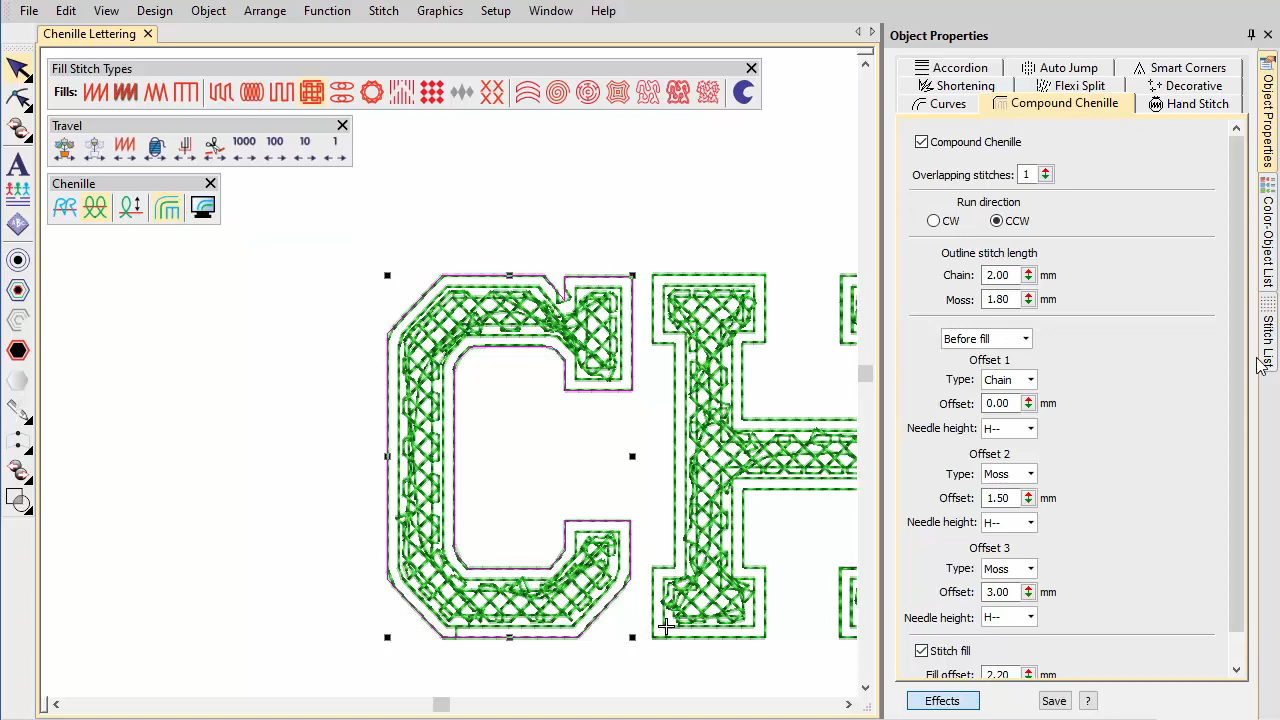 File Edit View Design Object Arrange Function Stitch Graphics Setup Window Help
Chenille Lettering
Object Properties
Fill Stitch Types
Fills:
Travel
1000 100 10 1
Chenille
Accordion Auto Jump Smart Corners
Shortening Flexi Split Decorative
Curves Compound Chenille Hand Stitch
Compound Chenille
Overlapping stitches: 1
Run direction
CW CCW
Outline stitch length
Chain: 2.00 mm
Moss: 1.80 mm
Before fill
Offset 1
Type: Chain
Offset: 0.00 mm
Needle height: H--
Offset 2
Type: Moss
Offset: 1.50 mm
Needle height: H--
Offset 3
Type: Moss
Offset: 3.00 mm
Needle height: H--
Stitch fill
Fill offset: 2.20 mm
Effects Save ?
Object Properties
Color-Object List
Stitch List